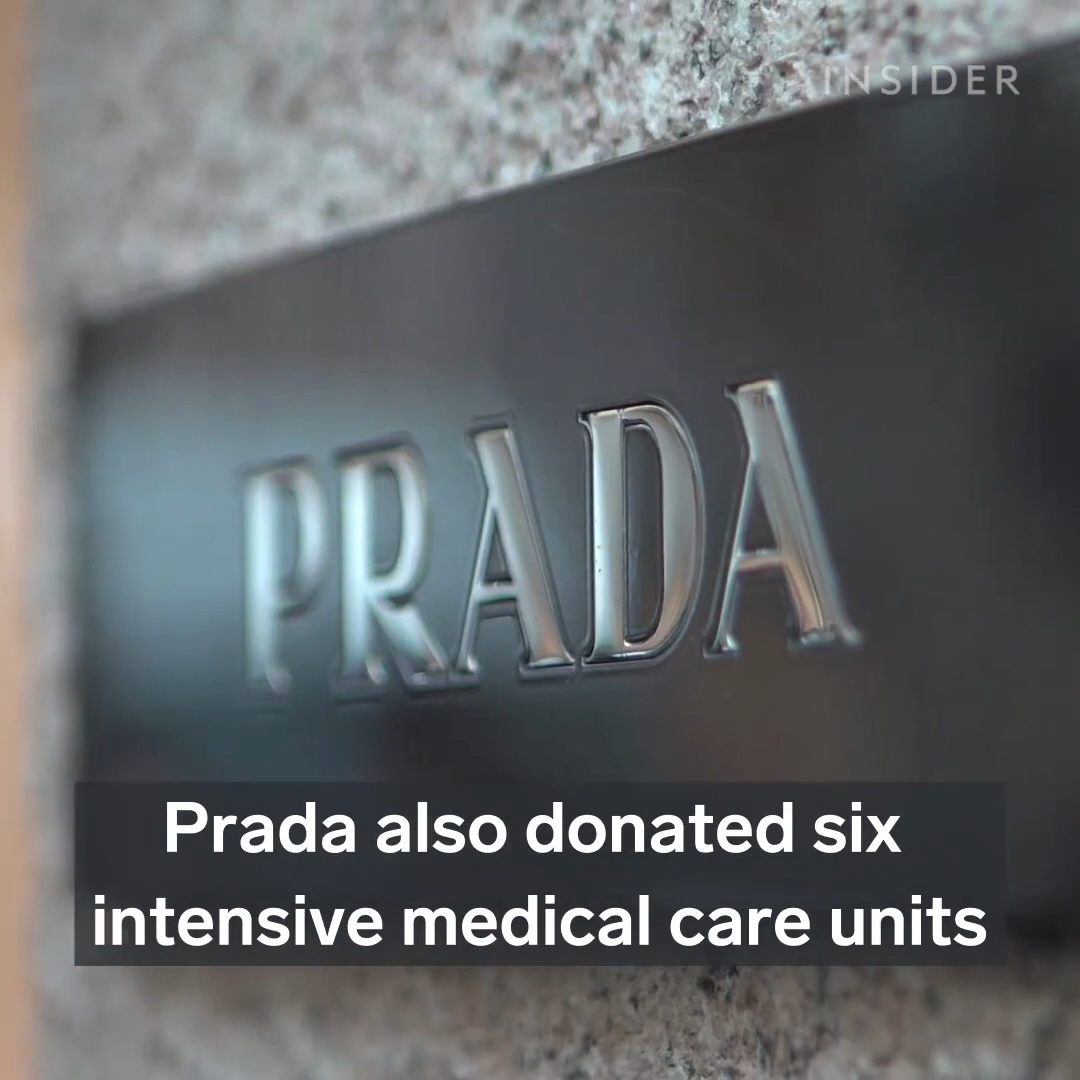 INSIDER
PRADA
Prada also donated six
intensive medical care units